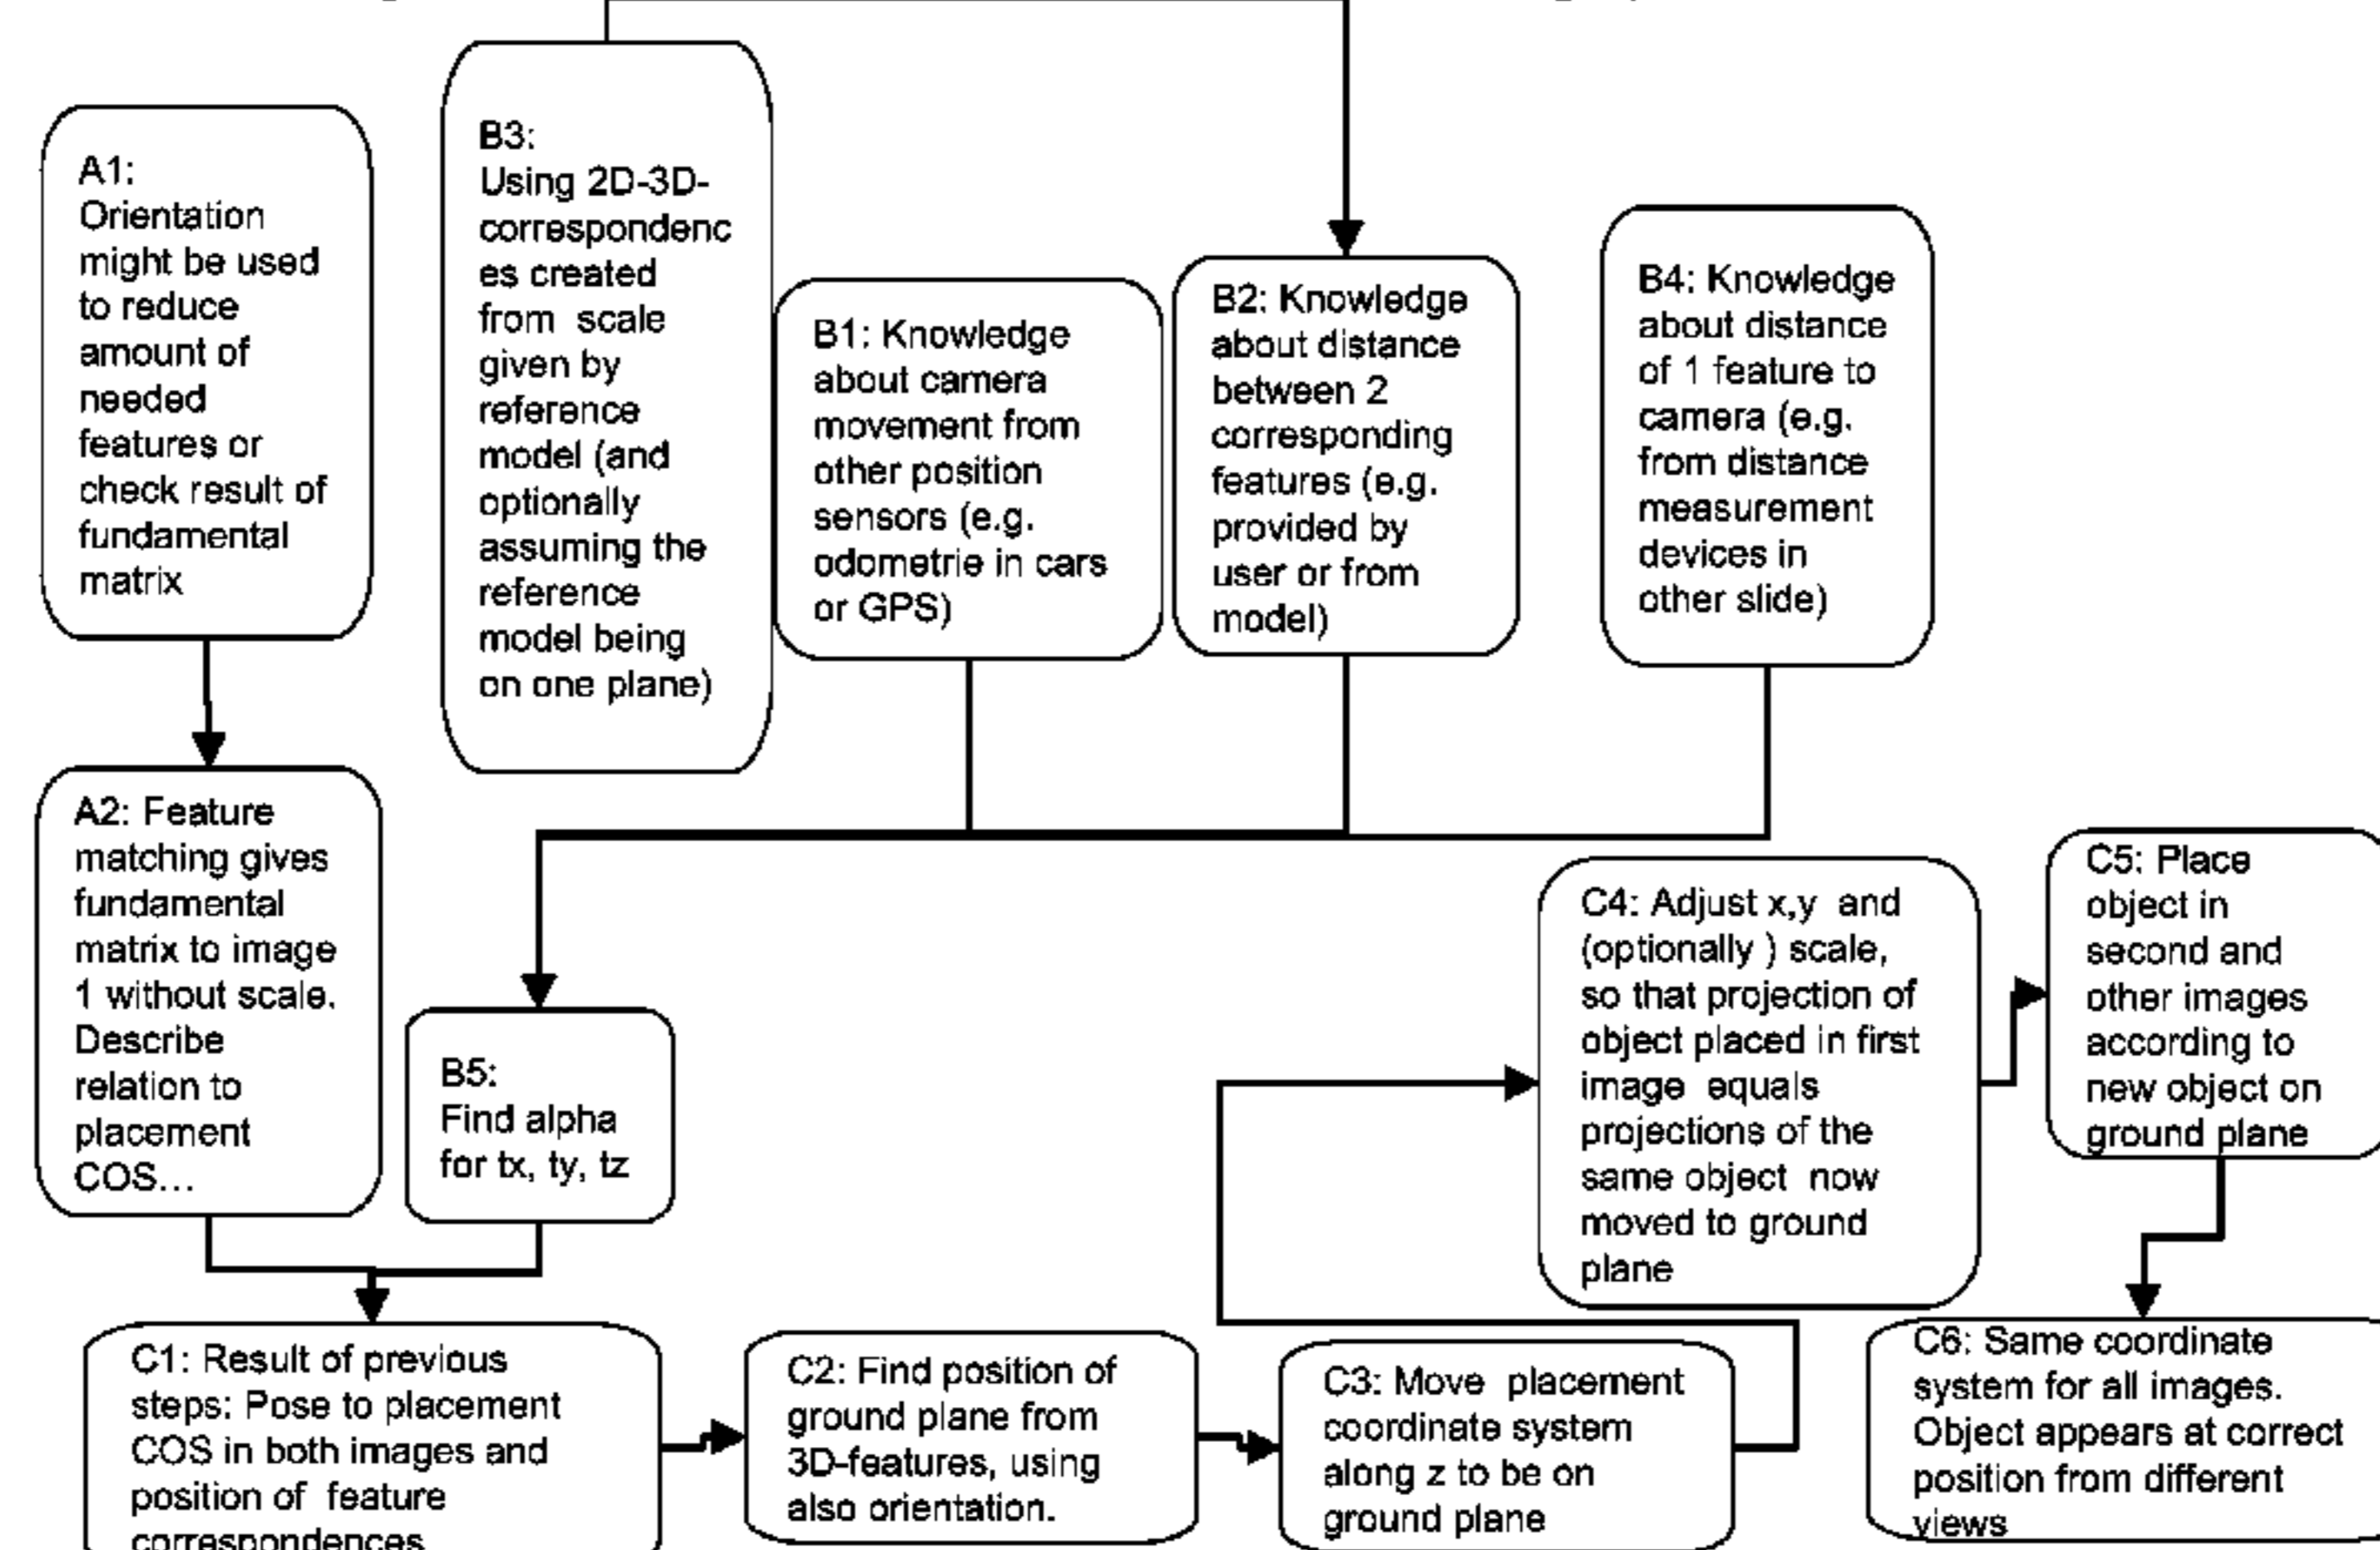 A1:
Orientation
might be used
to reduce
amount of
needed
features or
check result of
fundamental
matrix
B3:
Using 2D-3D-
correspondenc
es created
from scale
given by
reference
model (and
optionally
assuming the
reference
model being
on one plane)
B1: Knowledge
about camera
movement from
other position
sensors (e.g.
odometrie in cars
or GPS)
B2: Knowledge
about distance
between 2
corresponding
features (e.g.
provided by
user or from
model)
B4: Knowledge
about distance
of 1 feature to
camera (e.g.
from distance
measurement
devices in
other slide)
A2: Feature
matching gives
fundamental
matrix to image
1 without scale.
Describe
relation to
placement
COS...
B5:
Find alpha
for tx, ty, tz
C4: Adjust x,y and
(optionally ) scale,
so that projection of
object placed in first
image equals
projections of the
same object now
moved to ground
plane
C5: Place
object in
second and
other images
according to
new object on
ground plane
C1: Result of previous
steps: Pose to placement
COS in both images and
position of feature
correspondences
C2: Find position of
ground plane from
3D-features, using
also orientation.
C3: Move placement
coordinate system
along z to be on
ground plane
C6: Same coordinate
system for all images.
Object appears at correct
position from different
views